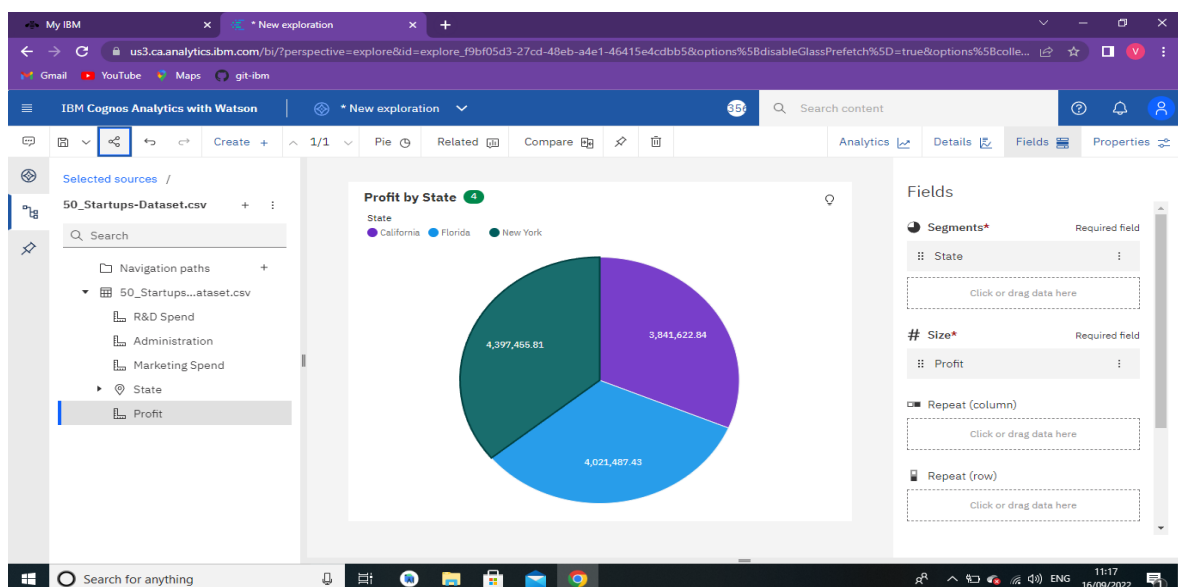 My IBM
* New exploration
us3.ca.analytics.ibm.com/bi/?perspective=explore&id=explore_f9bf05d3-27cd-48eb-a4e1-46415e4cdbb5&options%5BdisableGlassPrefetch%5D=true&options%5Bcolle...
V
Gmail YouTube Maps git-ibm
IBM Cognos Analytics with Watson
* New exploration
Search content
Create + 1/1 Pie Related Compare
Analytics Details Fields Properties
Selected sources /
50_Startups-Dataset.csv
Search
Navigation paths
50_Startups...ataset.csv
R&D Spend
Administration
Marketing Spend
State
Profit
Profit by State 4
State
California Florida New York
4,397,455.81
3,841,622.84
4,021,487.43
Fields
Segments* Required field
State
Click or drag data here
# Size* Required field
Profit
Click or drag data here
Repeat (column)
Click or drag data here
Repeat (row)
Click or drag data here
Search for anything
ENG
11:17
16/09/2022